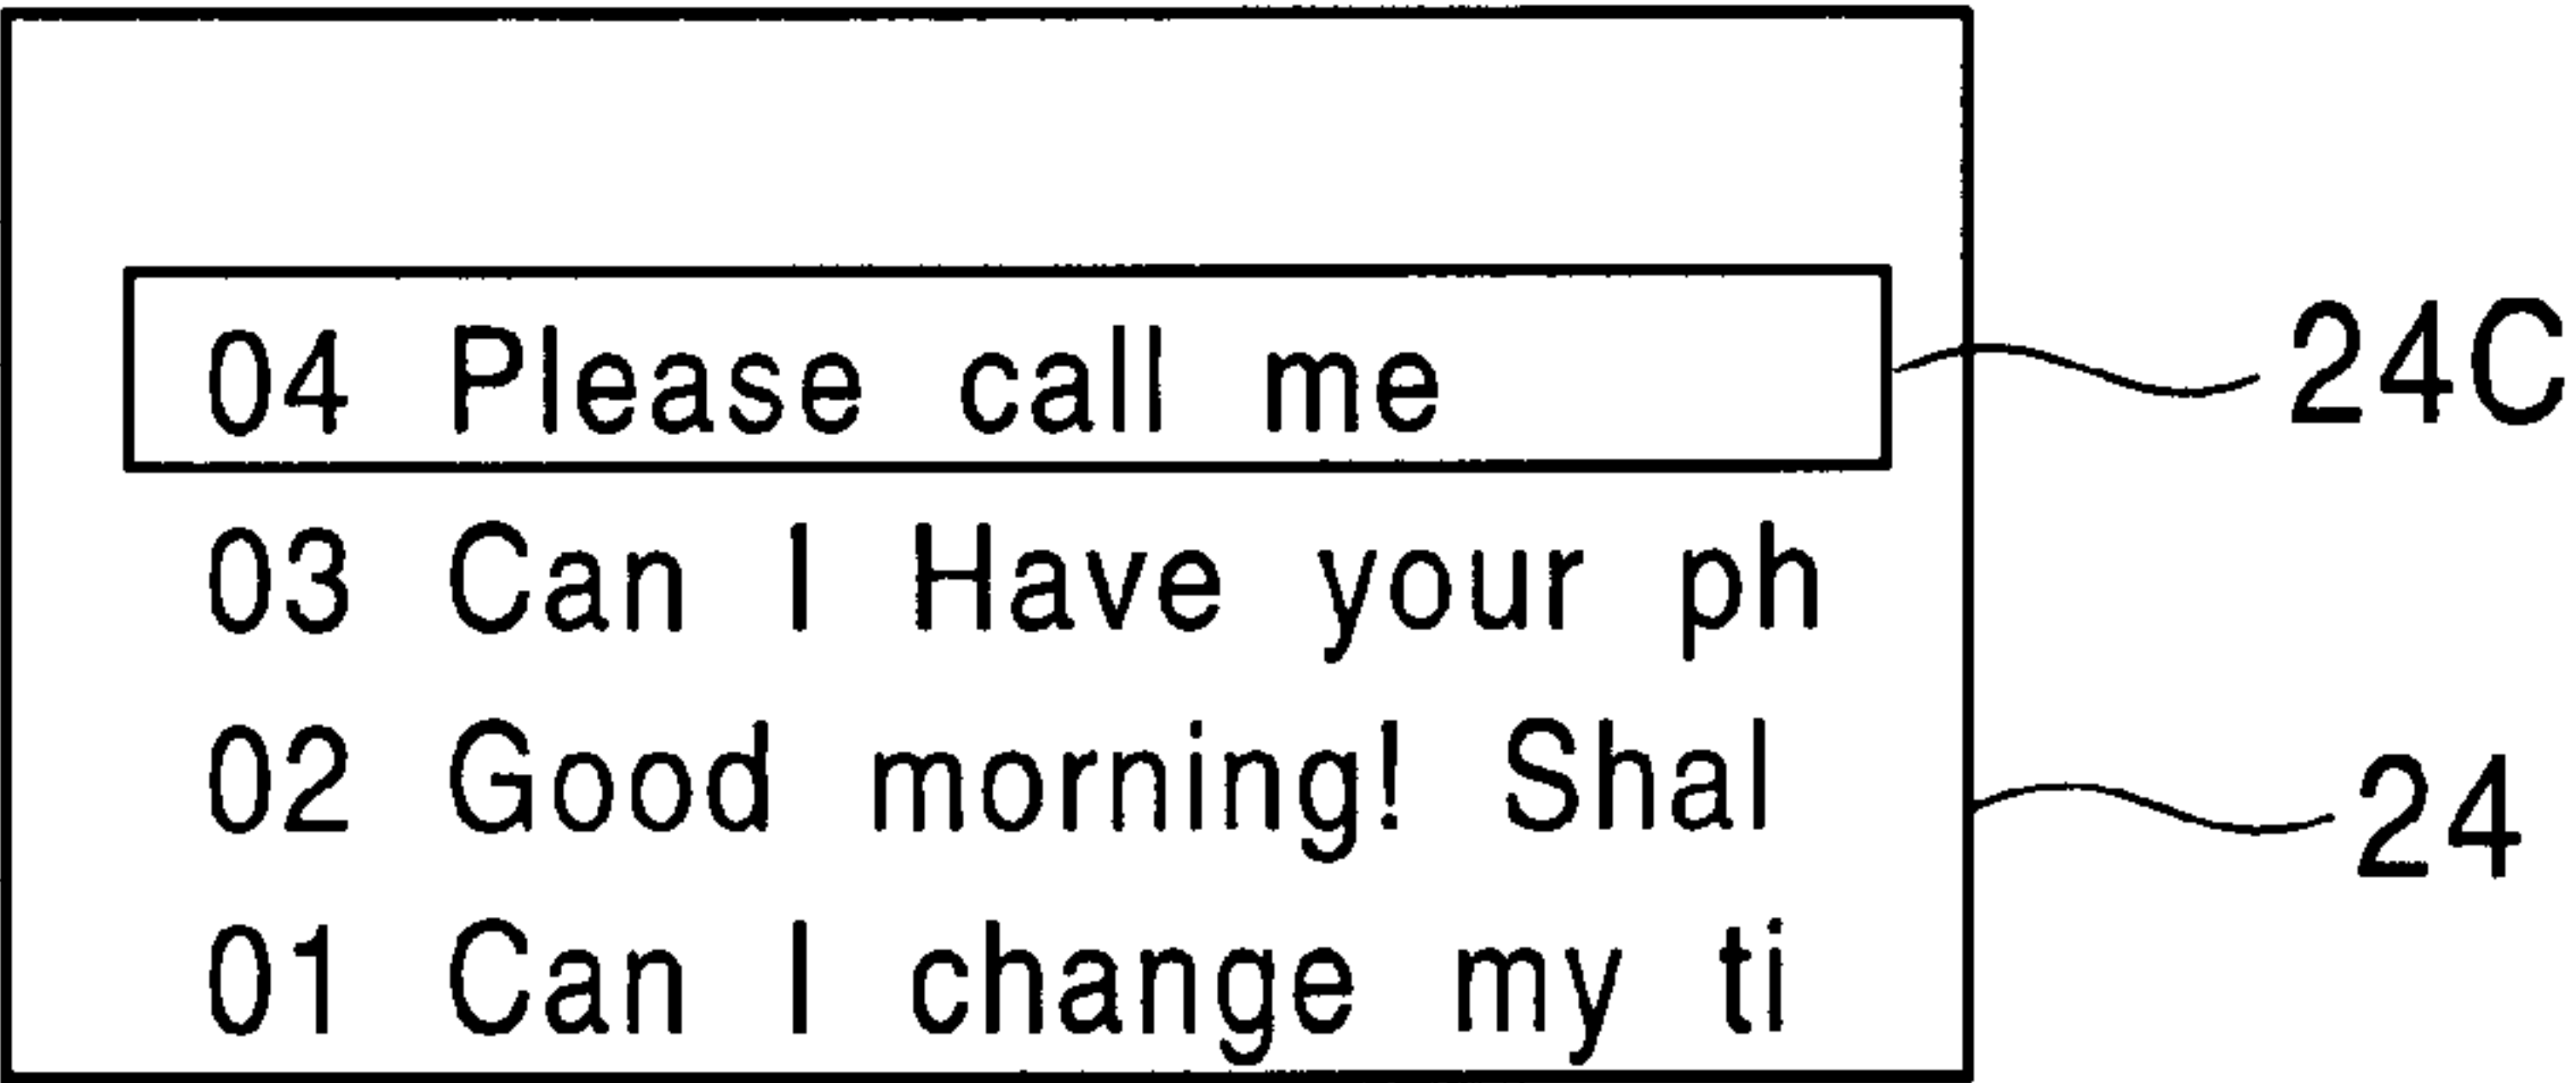 04 Please call me
24C
03 Can I Have your ph
02 Good morning! Shal
24
01 Can I change my ti